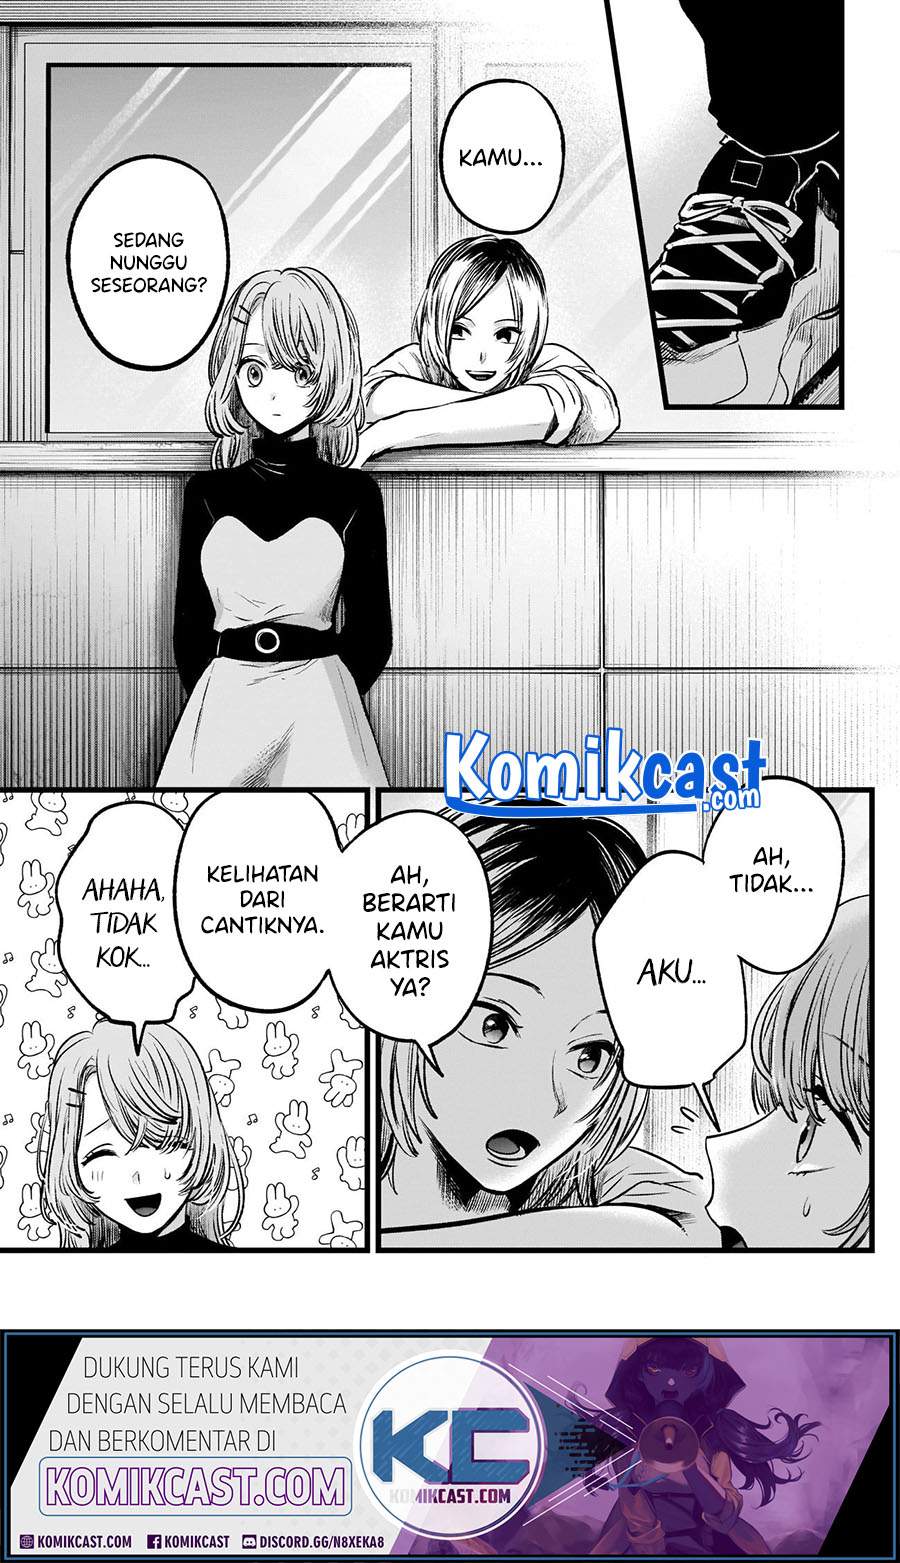 KAMU...
SEDANG
NUNGGU
SESEORANG?
Komikcast
.com
AH,
TIDAK...
AKU...
AH,
BERARTI
KAMU
AKTRIS
YA?
KELIHATAN
DARI
CANTIKNYA.
AHAHA,
TIDAK
KOK...
DUKUNG TERUS KAMI
DENGAN SELALU MEMBACA
DAN BERKOMENTAR DI
KOMIKCAST.COM
KC
KOMIKCAST.COM
KOMIKCAST.COM
KOMIKCAST.COM
DISCORD.GG/N8XEKA8